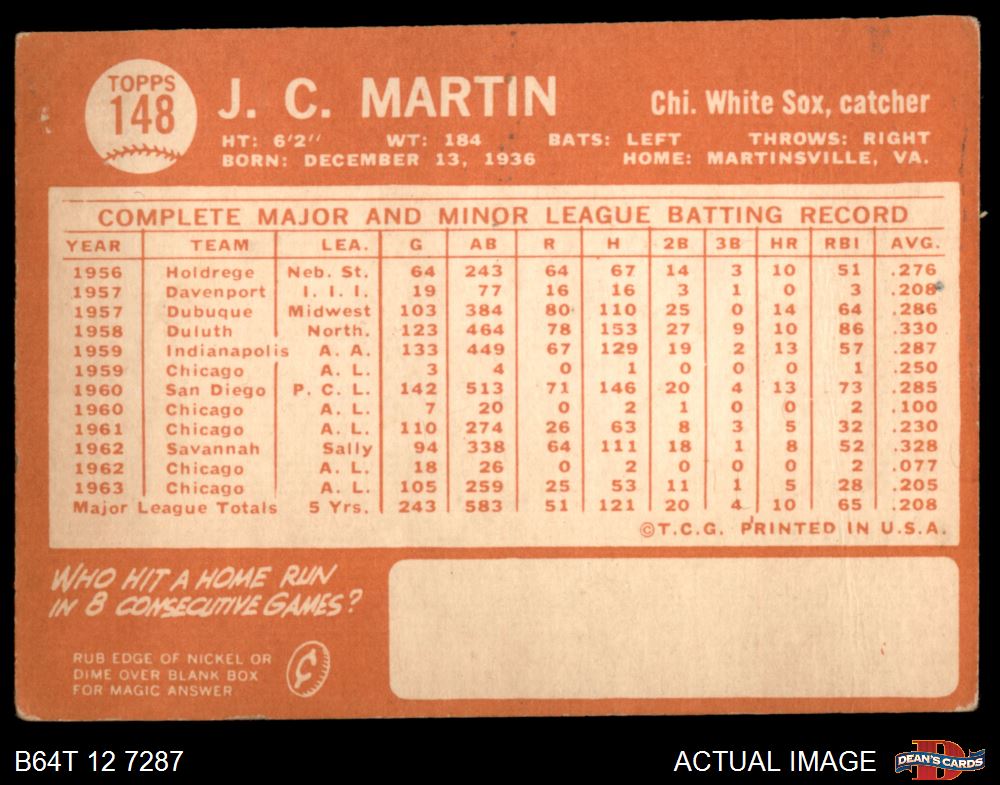 TOPPS
148
J. C. MARTIN
Chi. White Sox, catcher
HT: 6'2'' WT: 184 BATS: LEFT THROWS: RIGHT
BORN: DECEMBER 13, 1936 HOME: MARTINSVILLE, VA.
COMPLETE MAJOR AND MINOR LEAGUE BATTING RECORD
YEAR TEAM LEA. G AB R H 2B 3B HR RBI AVG.
1956 Holdrege Neb. St. 64 243 64 67 14 3 10 51 .276
1957 Davenport I. I. I. 19 77 16 16 3 1 0 3 .208
1957 Dubuque Midwest 103 384 80 110 25 0 14 64 .286
1958 Duluth North. 123 464 78 153 27 9 10 86 .330
1959 Indianapolis A. A. 133 449 67 129 19 2 13 57 .287
1959 Chicago A. L. 3 4 0 1 0 0 0 1 .250
1960 San Diego P. C. L. 142 513 71 146 20 4 13 73 .285
1960 Chicago A. L. 7 20 0 2 1 0 0 2 .100
1961 Chicago A. L. 110 274 26 63 8 3 5 32 .230
1962 Savannah Sally 94 338 64 111 18 1 8 52 .328
1962 Chicago A. L. 18 26 0 2 0 0 0 2 .077
1963 Chicago A. L. 105 259 25 53 11 1 5 28 .205
Major League Totals 5 Yrs. 243 583 51 121 20 4 10 65 .208
©T.C.G. PRINTED IN U.S.A.
WHO HIT A HOME RUN
IN 8 CONSECUTIVE GAMES?
RUB EDGE OF NICKEL OR
DIME OVER BLANK BOX
FOR MAGIC ANSWER
¢
B64T 12 7287
ACTUAL IMAGE
D
DEAN'S CARDS